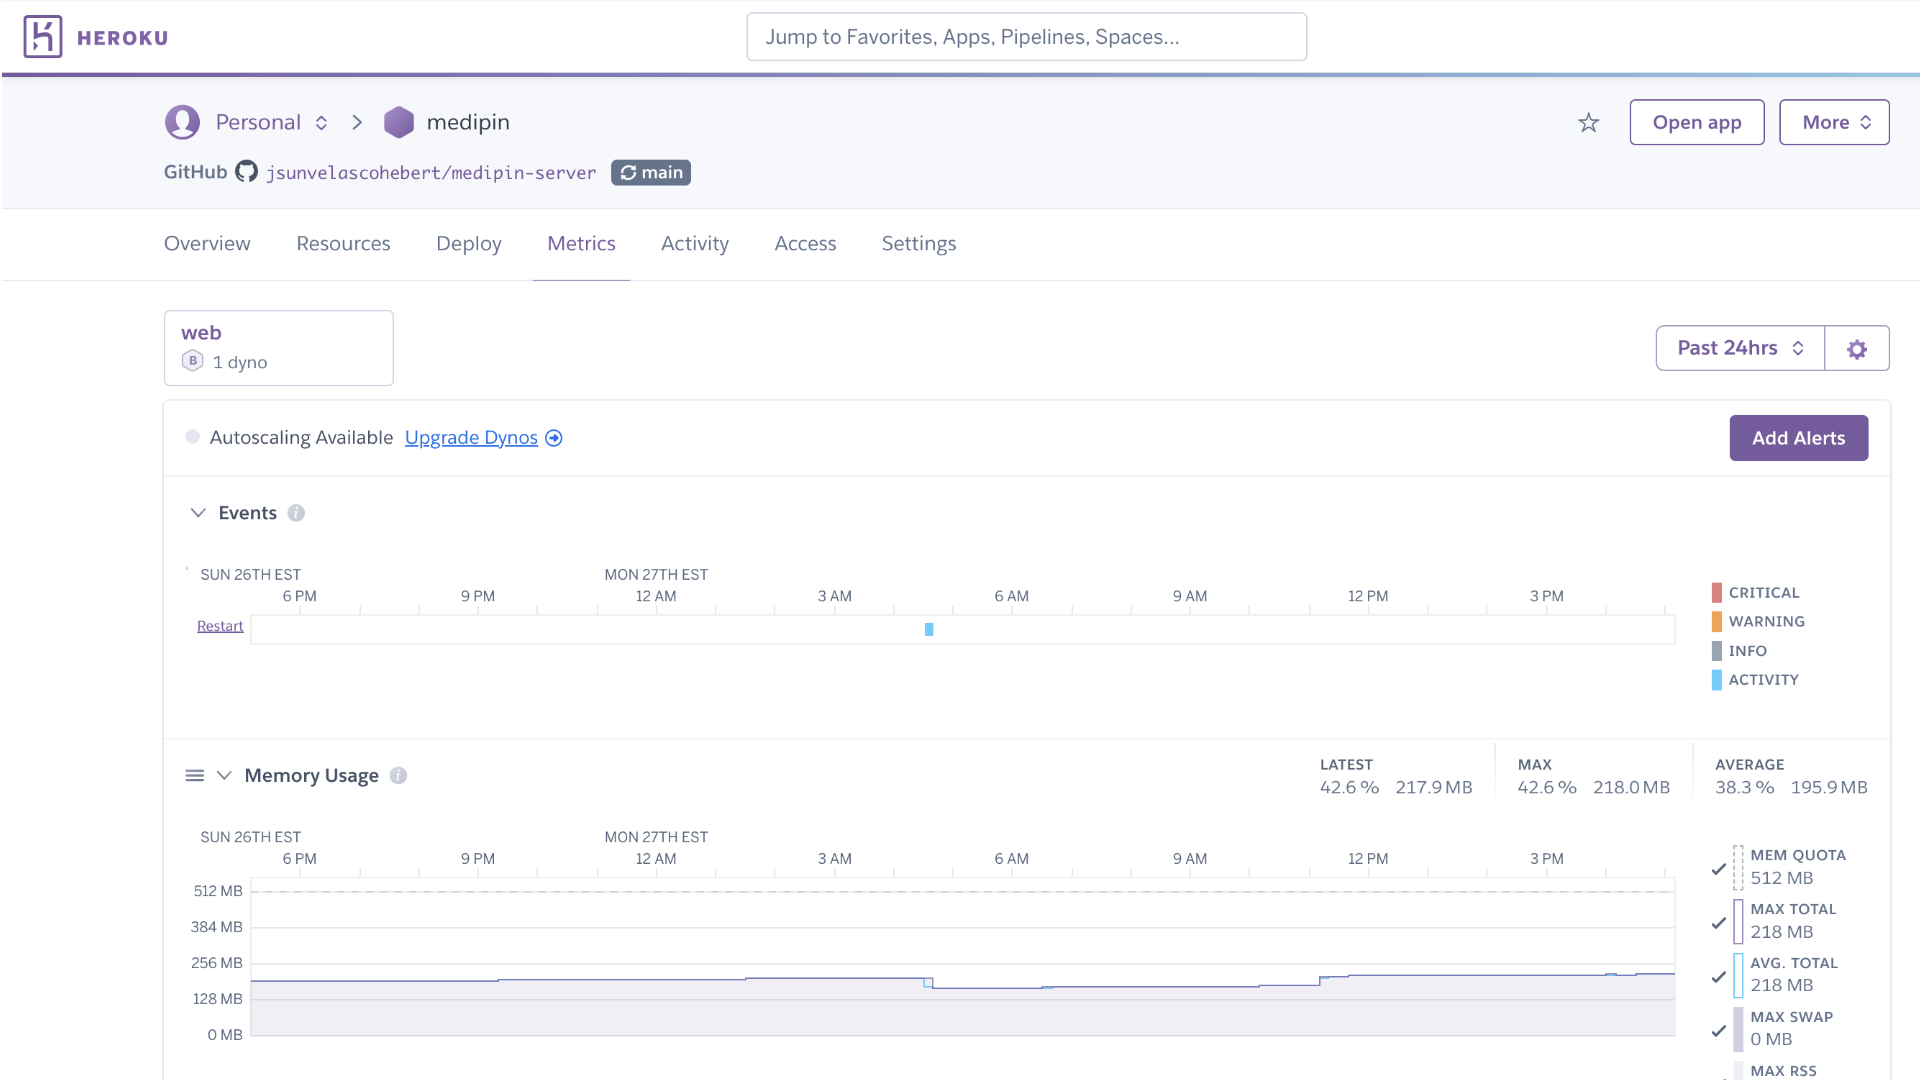 HEROKU
Jump to Favorites, Apps, Pipelines, Spaces...
Personal
medipin
Open app
More
GitHub jsunvelascohebert/medipin-server main
Overview Resources Deploy Metrics Activity Access Settings
web
B 1 dyno
Past 24hrs
Autoscaling Available Upgrade Dynos
Add Alerts
Events
SUN 26TH EST MON 27TH EST
6 PM 9 PM 12 AM 3 AM 6 AM 9 AM 12 PM 3 PM
Restart
CRITICAL
WARNING
INFO
ACTIVITY
Memory Usage
LATEST
42.6 % 217.9 MB
MAX
42.6 % 218.0 MB
AVERAGE
38.3 % 195.9 MB
SUN 26TH EST MON 27TH EST
6 PM 9 PM 12 AM 3 AM 6 AM 9 AM 12 PM 3 PM
512 MB
384 MB
256 MB
128 MB
0 MB
MEM QUOTA
512 MB
MAX TOTAL
218 MB
AVG. TOTAL
218 MB
MAX SWAP
0 MB
MAX RSS